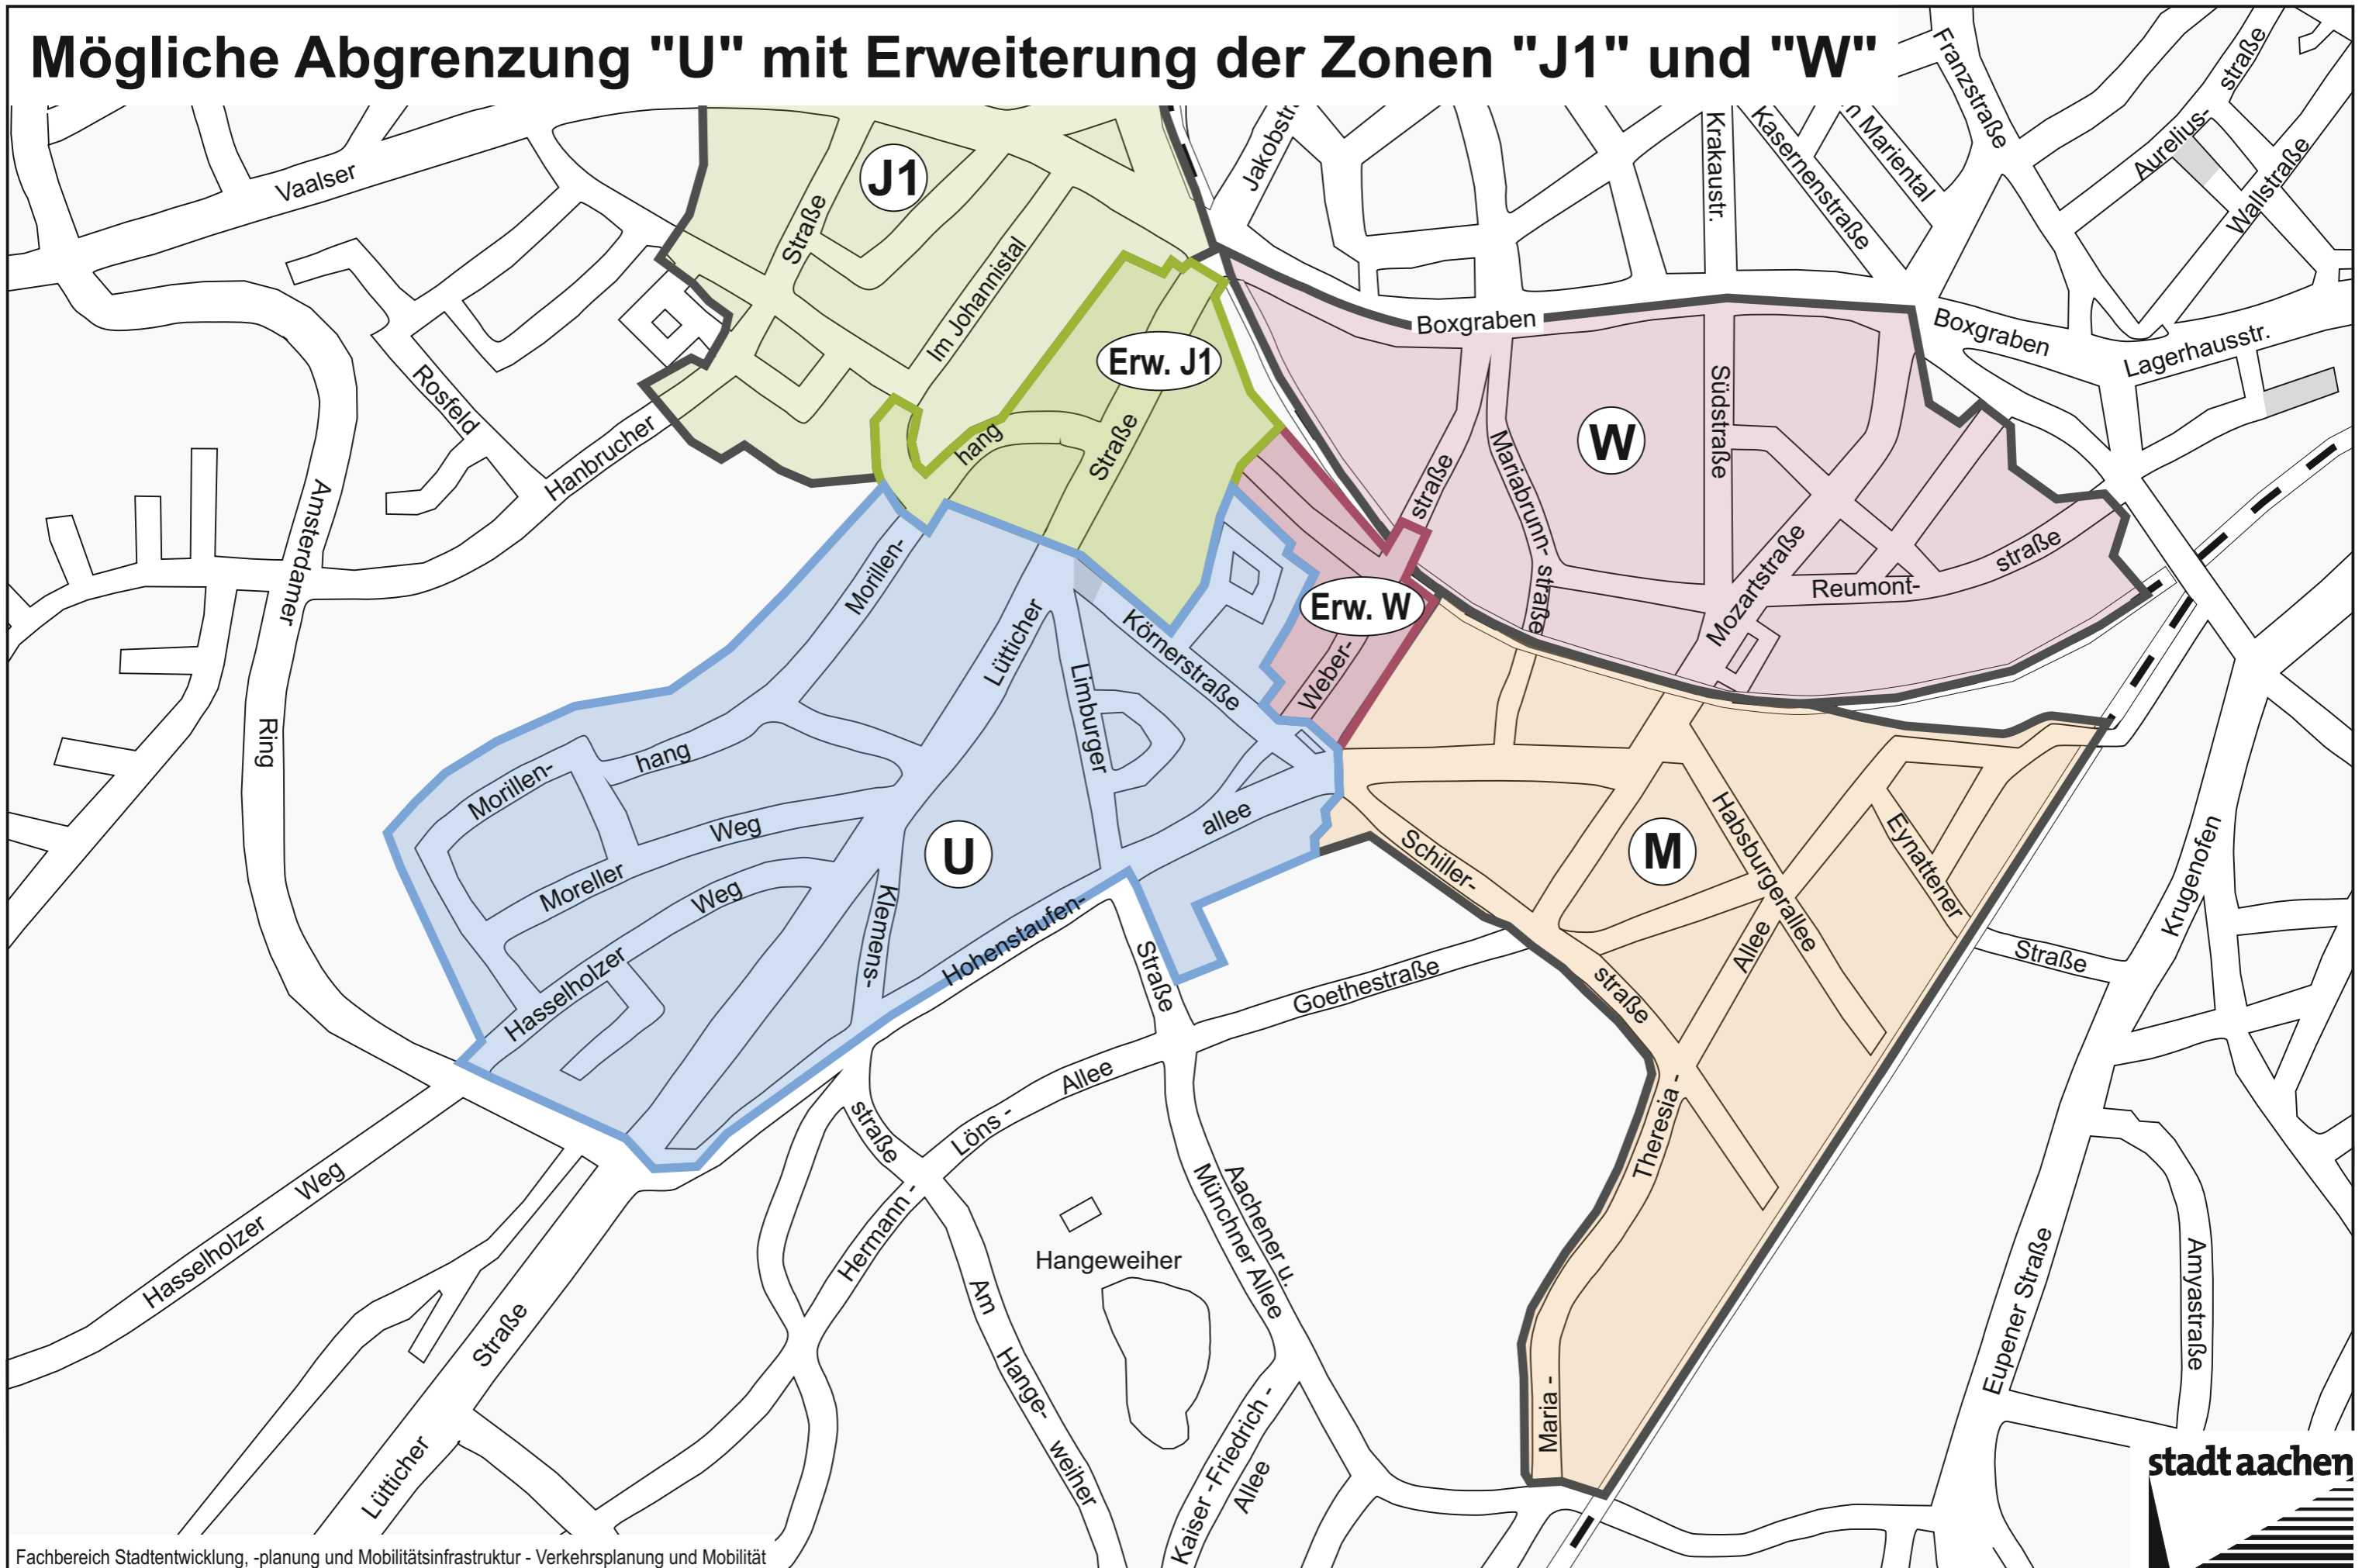 Mögliche Abgrenzung "U" mit Erweiterung der Zonen "J1" und "W"
Franzstraße
Aurelius-
straße
Wallstraße
n Mariental
Kasernenstraße
Krakaustr.
Jakobstr
Vaalser
J1
Straße
Im Johannistal
Erw. J1
Boxgraben
Boxgraben
Lagerhausstr.
Rosfeld
Hanbrucher
hang
Straße
W
Südstraße
straße
Mariabrunn-
straße
Mozartstraße
Reumont-
straße
Amsterdamer
Ring
Morillen-
Lütticher
Körnerstraße
Limburger
Erw. W
Weber-
Morillen-
hang
Weg
Moreller
Weg
Hasselholzer
Klemens-
U
allee
Hohenstaufen-
Schiller-
M
Habsburgerallee
Eynattener
Krugenofen
Straße
Straße
Goethestraße
straße
Allee
Theresia -
Maria -
straße
Löns -
Allee
Hermann -
Hasselholzer
Weg
Straße
Lütticher
Hangeweiher
Am
Hange-
weiher
Aachener u.
Münchner Allee
Kaiser -Friedrich -
Allee
Eupener Straße
Amyastraße
stadt aachen
Fachbereich Stadtentwicklung, -planung und Mobilitätsinfrastruktur - Verkehrsplanung und Mobilität